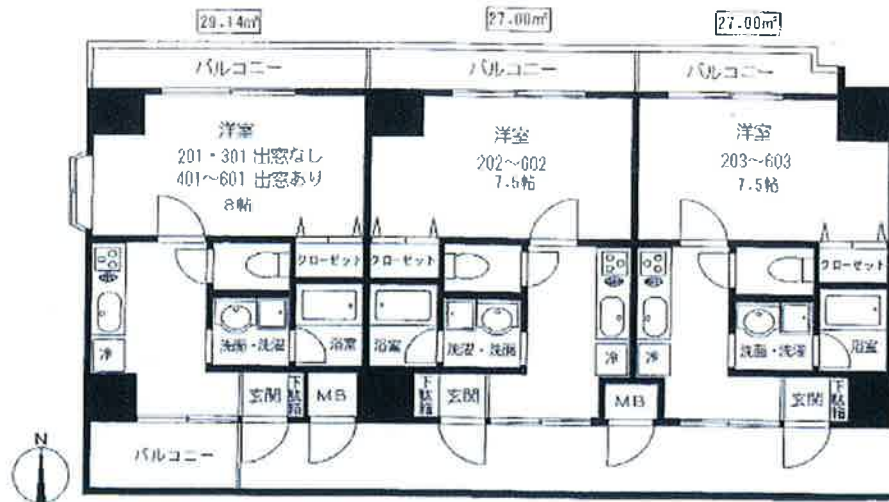 29.14㎡
27.00㎡
27.00㎡
バルコニー
バルコニー
バルコニー
洋室
201・301 出窓なし
401～601 出窓あり
8帖
洋室
202～602
7.5帖
洋室
203～603
7.5帖
クローゼット
クローゼット
クローゼット
冷
洗面・洗濯
浴室
浴室
洗濯・洗面
冷
冷
洗面・洗濯
浴室
玄関
下駄箱
MB
下駄箱
玄関
MB
下駄箱
玄関
MB
バルコニー
N